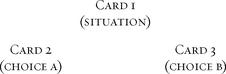 Card 1
(situation)
Card 2
(choice a)
Card 3
(choice b)